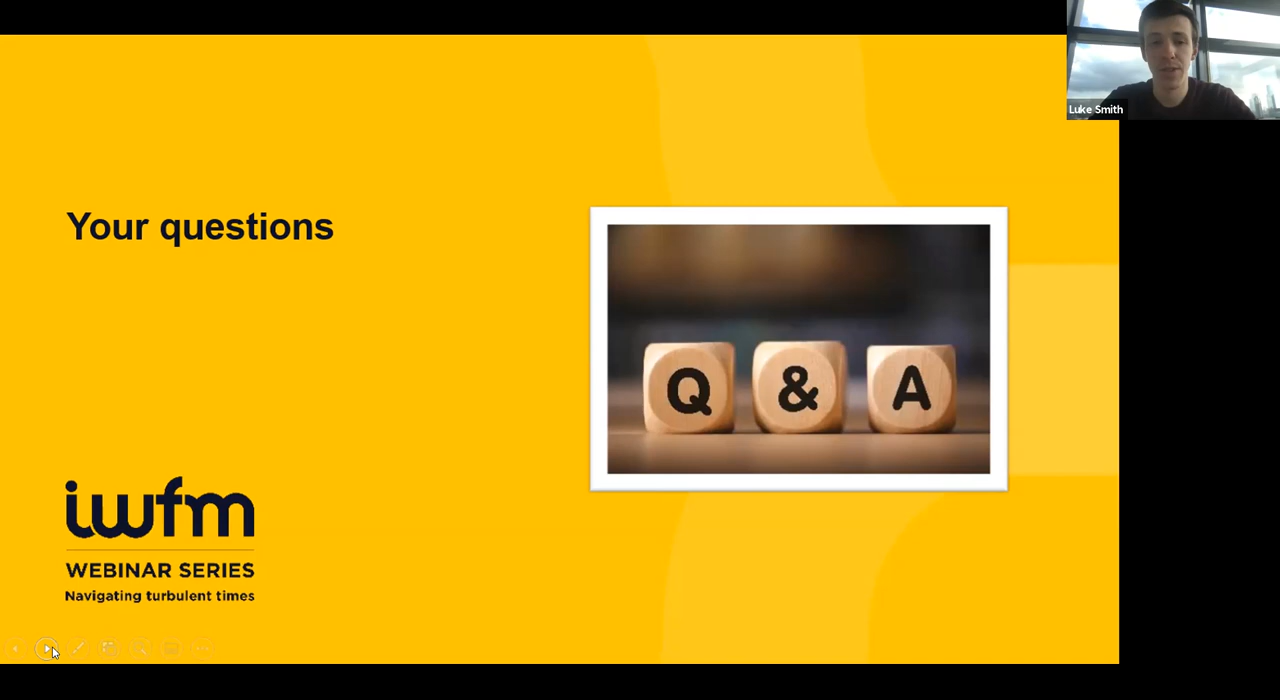 Luke Smith
Your questions
Q & A
iwfm
WEBINAR SERIES
Navigating turbulent times